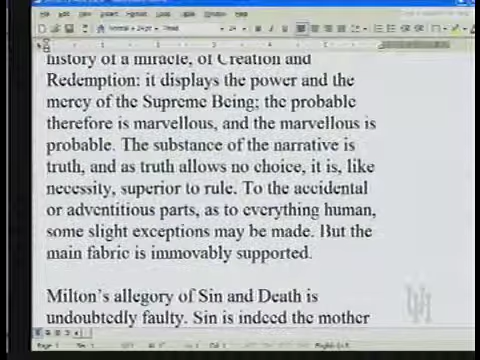 history of a miracle, of Creation and
Redemption: it displays the power and the
mercy of the Supreme Being; the probable
therefore is marvellous, and the marvellous is
probable. The substance of the narrative is
truth, and as truth allows no choice, it is, like
necessity, superior to rule. To the accidental
or adventitious parts, as to everything human,
some slight exceptions may be made. But the
main fabric is immovably supported.
Milton's allegory of Sin and Death is
undoubtedly faulty. Sin is indeed the mother